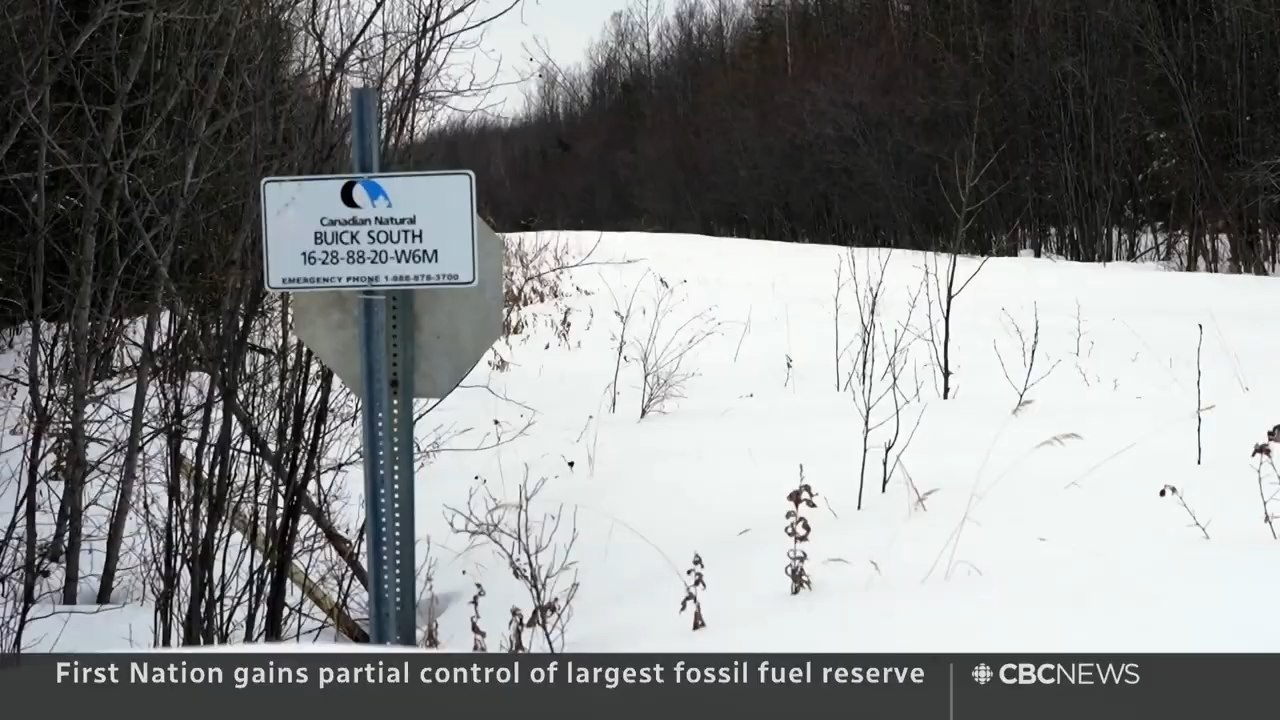 Canadian Natural
BUICK SOUTH
16-28-88-20-W6M
EMERGENCY PHONE 1-888-878-3700
First Nation gains partial control of largest fossil fuel reserve
CBCNEWS